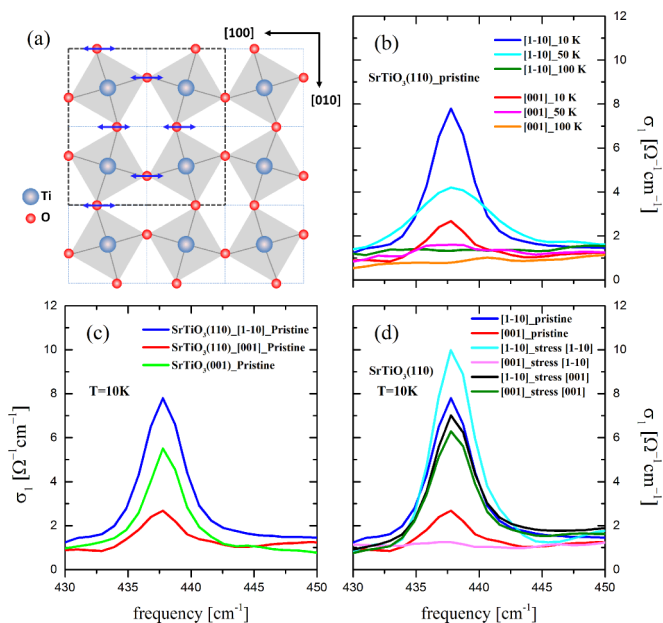 (a)
[100]
[010]
Ti
O
(b)
[1-10]_10 K
[1-10]_50 K
[1-10]_100 K
SrTiO3(110)_pristine
[001]_10 K
[001]_50 K
[001]_100 K
12
10
8
6
4
2
0
430
435
440
445
450
σ1 [Ω−1cm−1]
(c)
SrTiO3(110)_[1-10]_Pristine
SrTiO3(110)_[001]_Pristine
SrTiO3(001)_Pristine
T=10K
12
10
8
6
4
2
0
σ1 [Ω−1cm−1]
430
435
440
445
450
frequency [cm-1]
(d)
[1-10]_pristine
[001]_pristine
[1-10]_stress [1-10]
[001]_stress [1-10]
[1-10]_stress [001]
[001]_stress [001]
SrTiO3(110)
T=10K
12
10
8
6
4
2
0
σ1 [Ω−1cm−1]
430
435
440
445
450
frequency [cm-1]